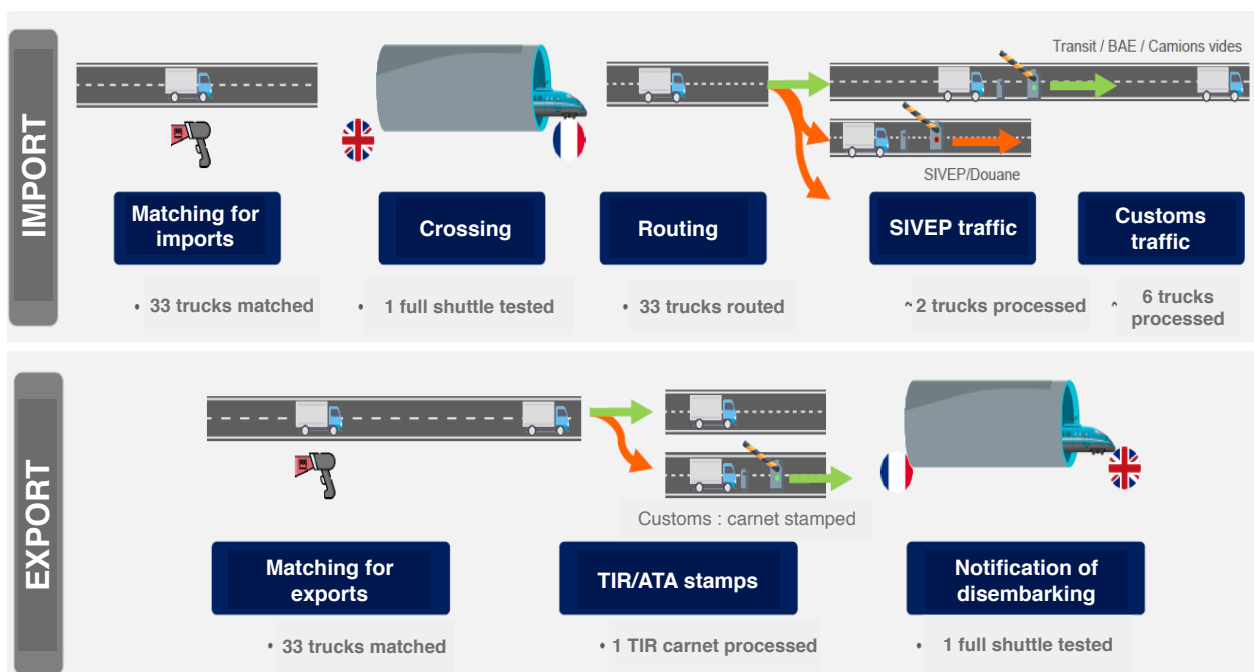 IMPORT
Transit / BAE / Camions vides
SIVEP/Douane
Matching for
imports
Crossing
Routing
SIVEP traffic
Customs
traffic
• 33 trucks matched
• 1 full shuttle tested
• 33 trucks routed
~ 2 trucks processed
~ 6 trucks
processed
EXPORT
Customs : carnet stamped
Matching for
exports
TIR/ATA stamps
Notification of
disembarking
• 33 trucks matched
• 1 TIR carnet processed
• 1 full shuttle tested